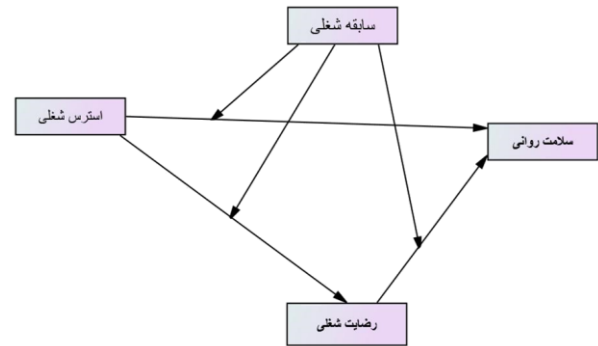 سابقه شغلی
استرس شغلی
سلامت روانی
رضایت شغلی